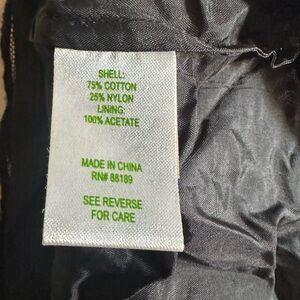 SHELL:
75% COTTON
25% NYLON
LINING:
100% ACETATE
MADE IN CHINA
RN# 88189
SEE REVERSE
FOR CARE